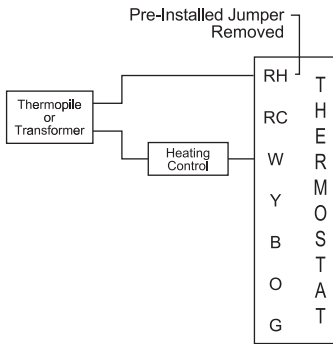 Pre-Installed Jumper
Removed
Thermopile
or
Transformer
Heating
Control
RH
RC
W
Y
B
O
G
THERMOSTAT